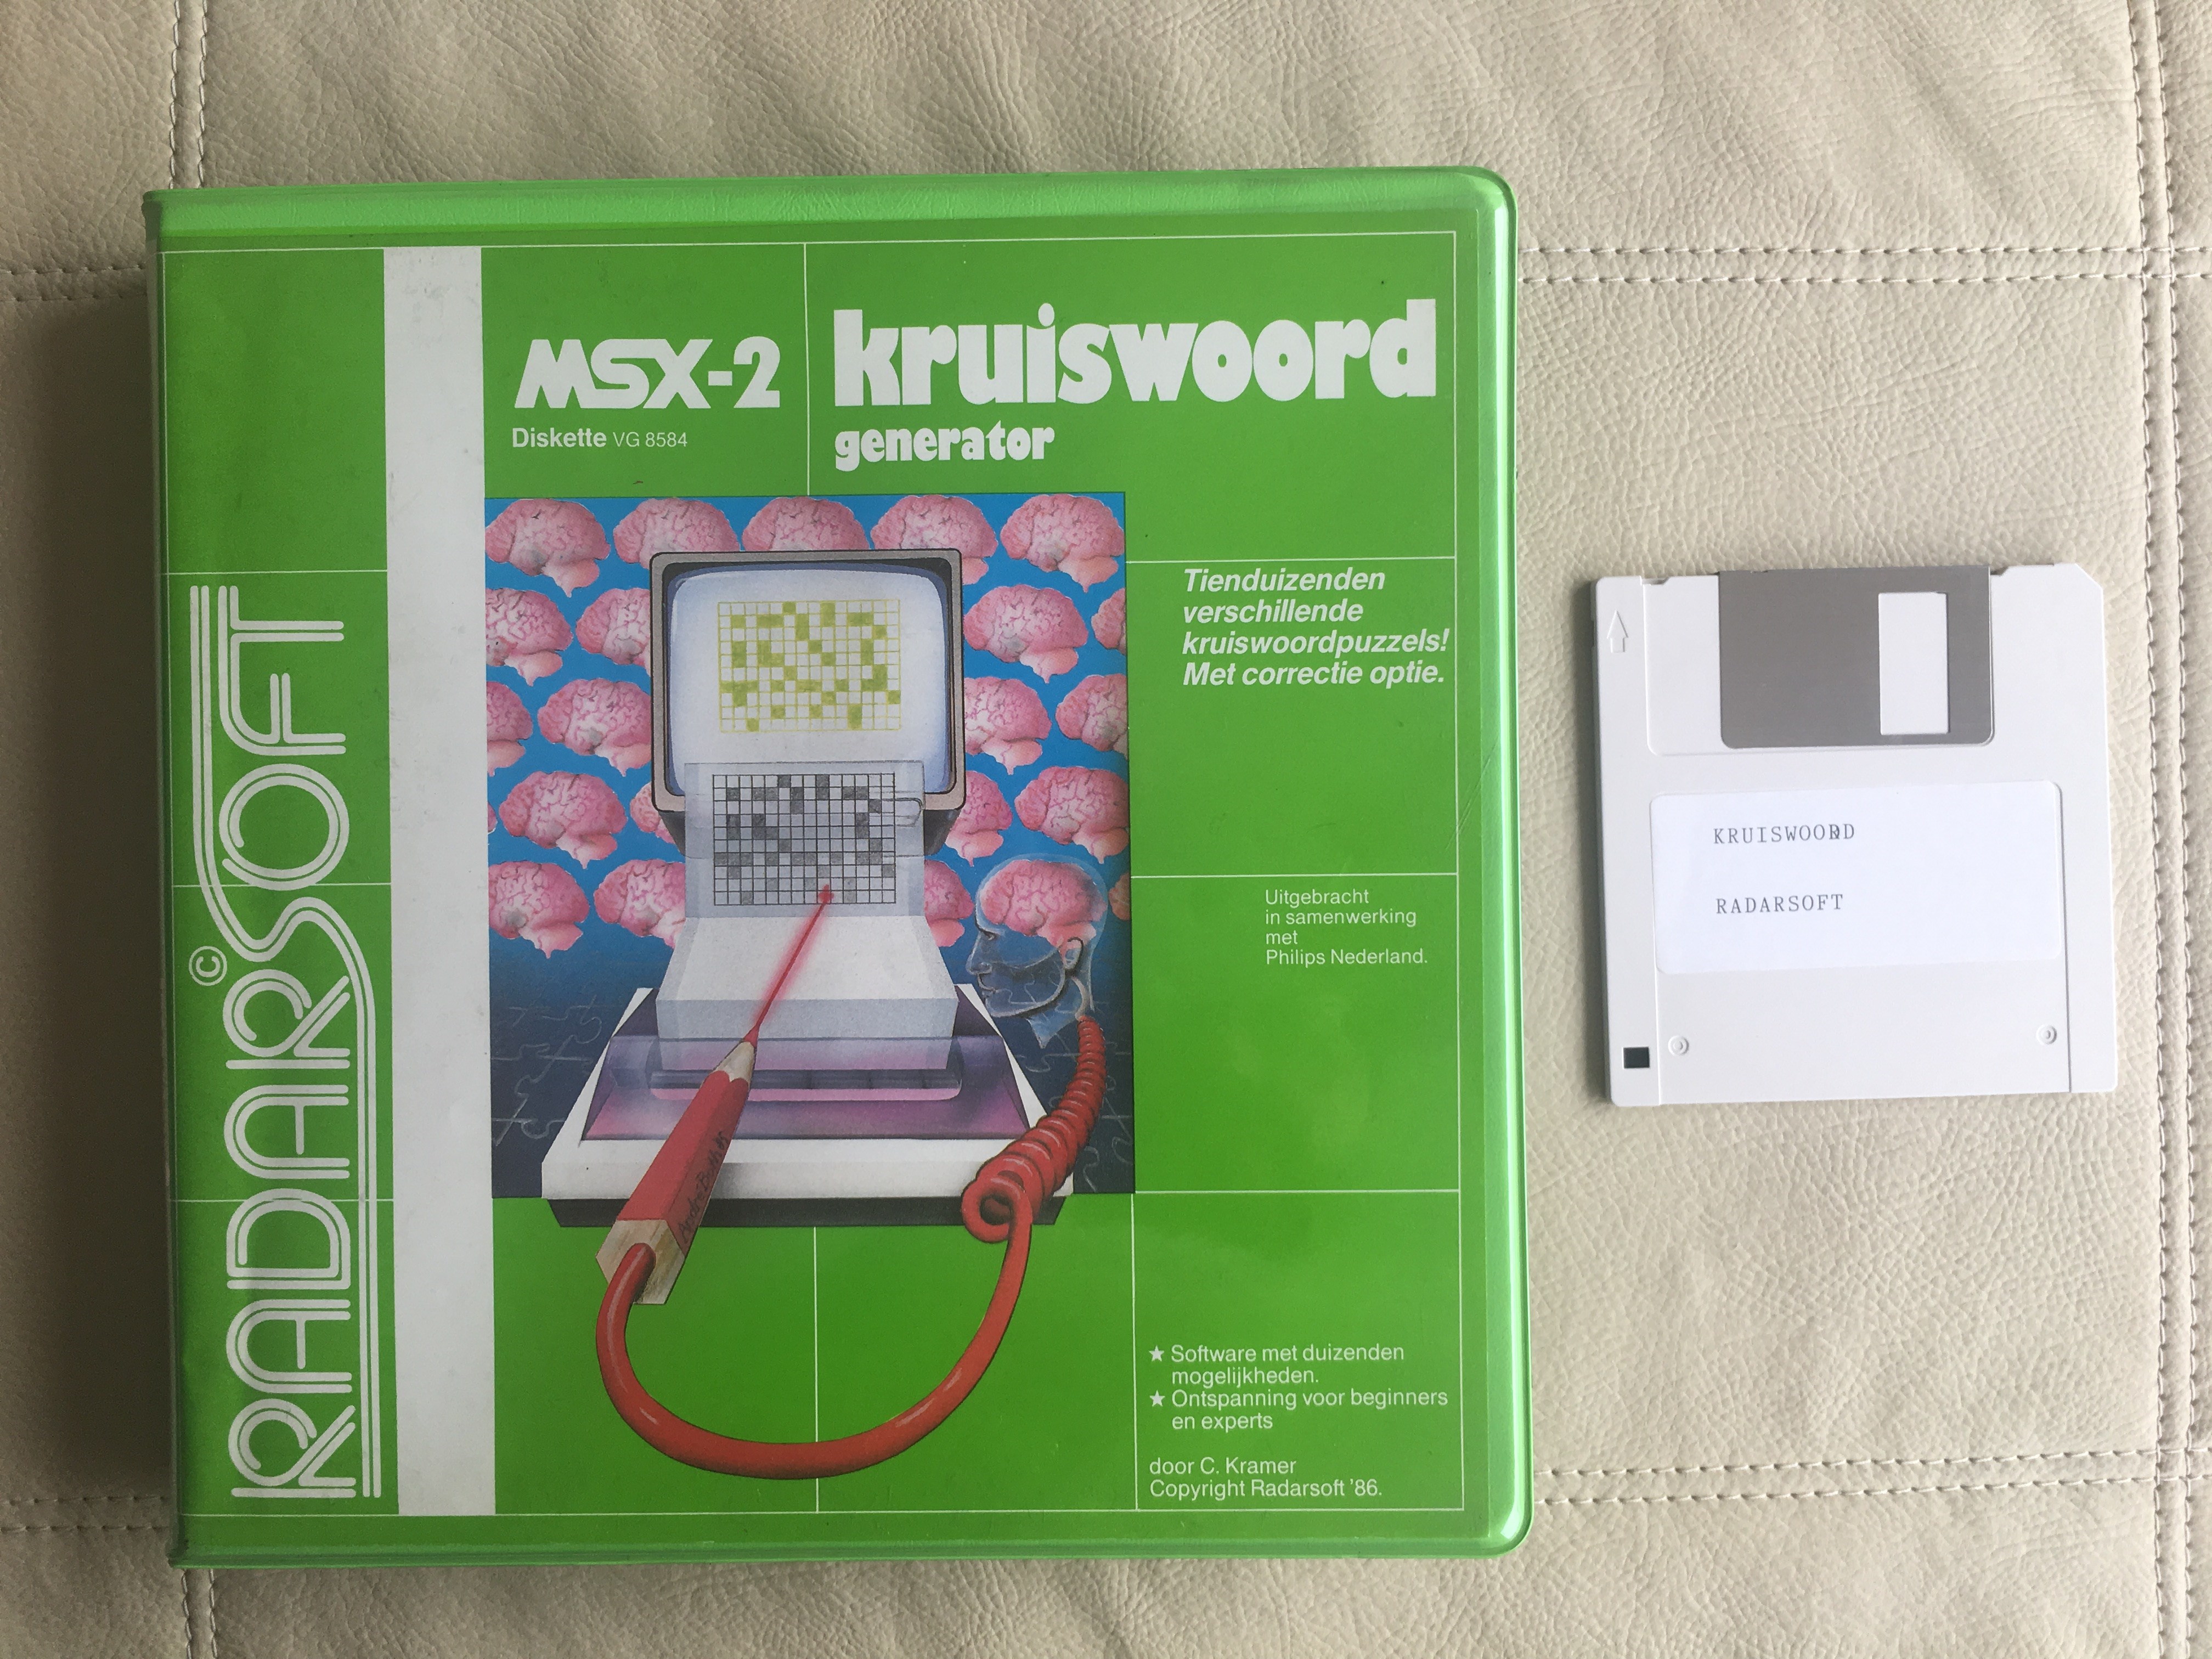 ©
RADARSOFT
MSX-2
Diskette VG 8584
kruiswoord
generator
Tienduizenden
verschillende
kruiswoordpuzzels!
Met correctie optie.
Uitgebracht
in samenwerking
met
Philips Nederland.
★ Software met duizenden
mogelijkheden.
★ Ontspanning voor beginners
en experts
door C. Kramer
Copyright Radarsoft '86.
KRUISWOORD
RADARSOFT